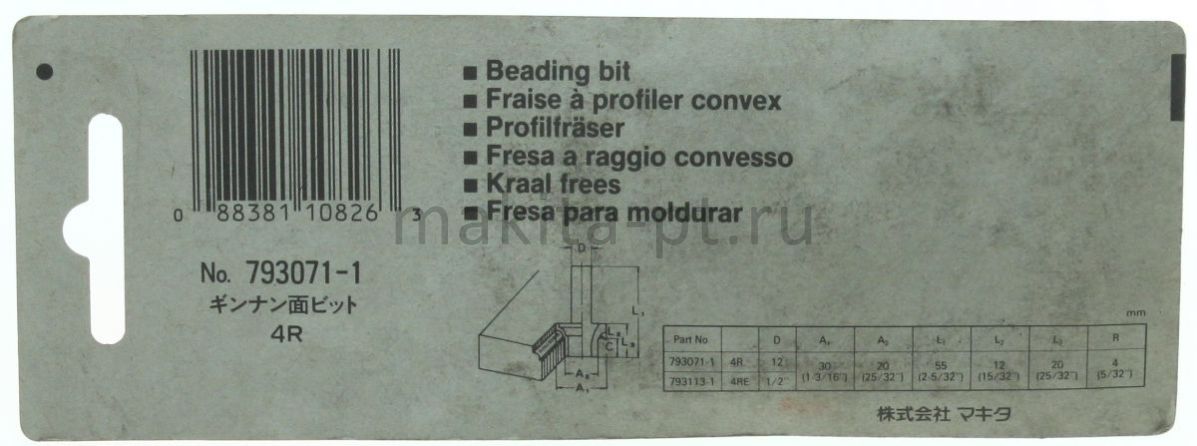 0 88381 10826 3
No. 793071-1
ギンナン面ビット
4R
■ Beading bit
■ Fraise à profiler convex
■ Profilfräser
■ Fresa a raggio convesso
■ Kraal frees
■ Fresa para moldurar
makita-pt.ru
D
L₁
L₂
L₃
C
A₂
A₁
mm
Part No D A₁ A₂ L₁ L₂ L₃ R
793071-1 4R 12 30 20 55 12 20 4
793113-1 4RE 1/2" (1-3/16") (25/32") (2-5/32") (15/32") (25/32") (5/32")
株式会社 マキタ